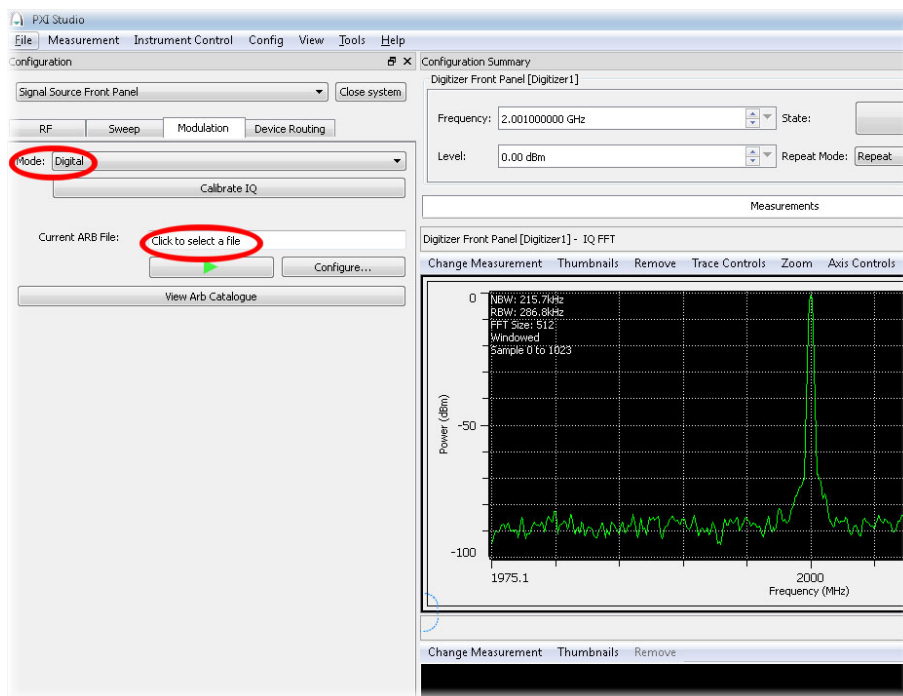 PXI Studio
File Measurement Instrument Control Config View Tools Help
Configuration
Signal Source Front Panel
Close system
RF Sweep Modulation Device Routing
Mode: Digital
Calibrate IQ
Current ARB File: Click to select a file
Configure...
View Arb Catalogue
Configuration Summary
Digitizer Front Panel [Digitizer1]
Frequency: 2.001000000 GHz State:
Level: 0.00 dBm Repeat Mode: Repeat
Measurements
Digitizer Front Panel [Digitizer1] - IQ FFT
Change Measurement Thumbnails Remove Trace Controls Zoom Axis Controls
NBW: 215.7kHz
RBW: 286.8kHz
FFT Size: 512
Windowed
Sample 0 to 1023
0
-50
-100
Power (dBm)
1975.1 2000
Frequency (MHz)
Change Measurement Thumbnails Remove